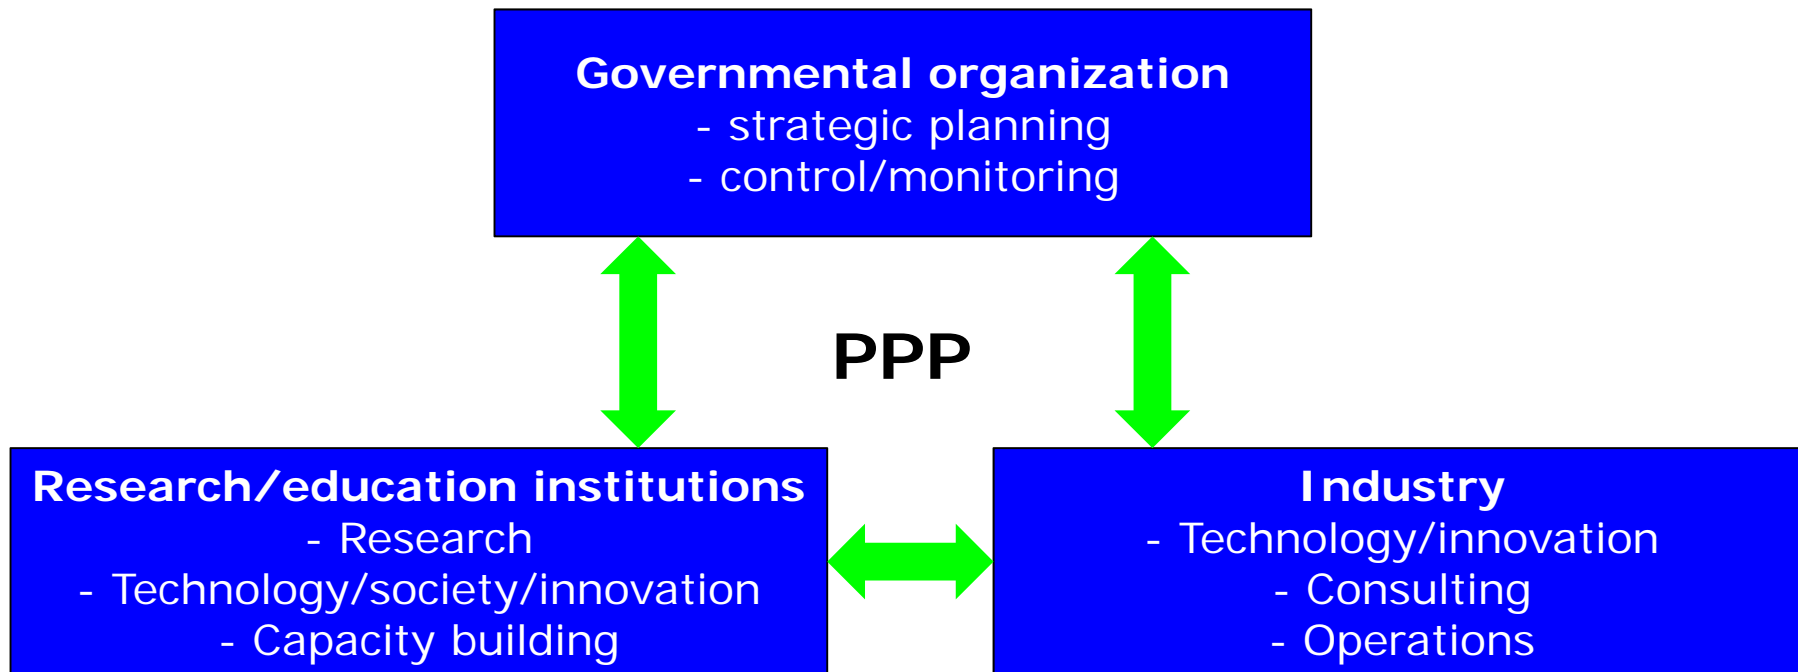 Governmental organization
- strategic planning
- control/monitoring
PPP
Research/education institutions
- Research
- Technology/society/innovation
- Capacity building
Industry
- Technology/innovation
- Consulting
- Operations